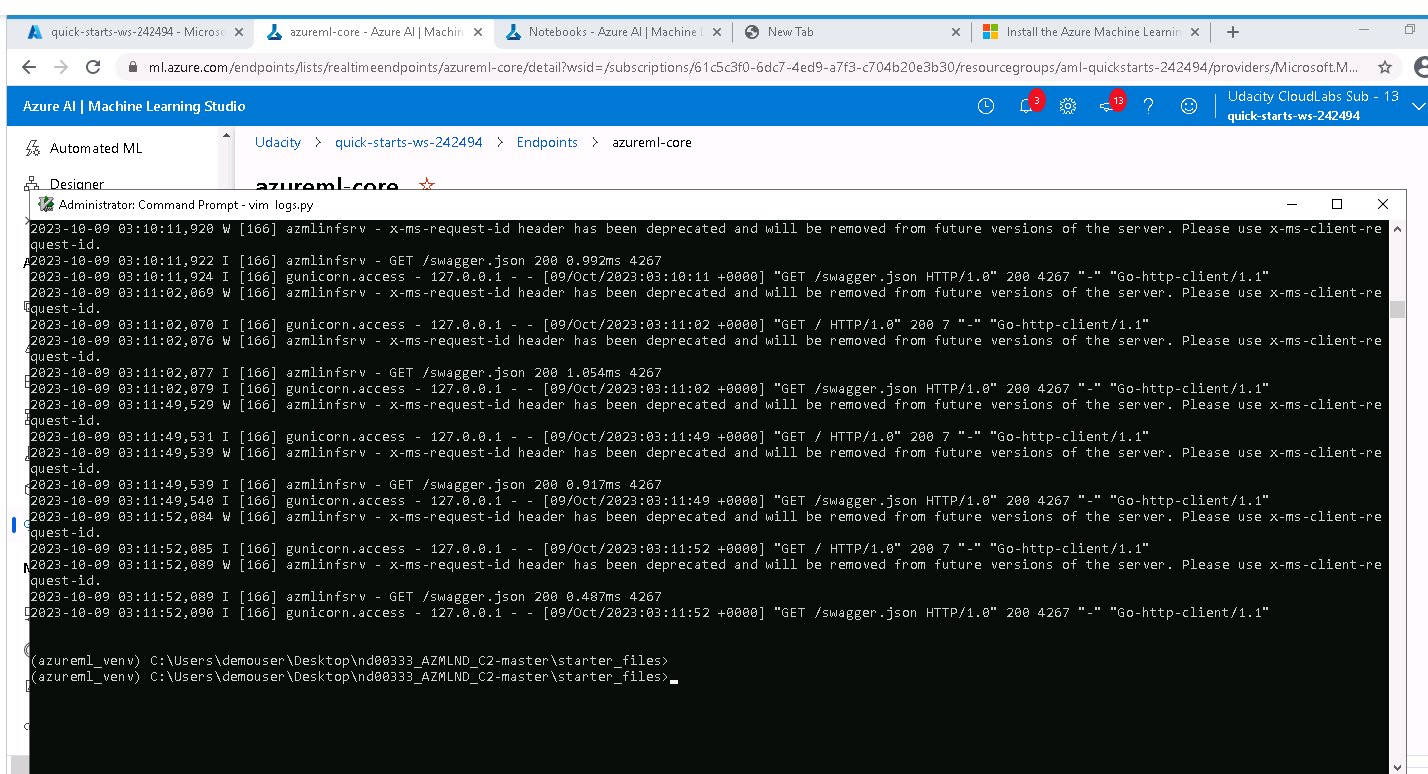 quick-starts-ws-242494 - Microso
azureml-core - Azure AI | Machin
Notebooks - Azure AI | Machine L
New Tab
Install the Azure Machine Learnin
ml.azure.com/endpoints/lists/realtimeendpoints/azureml-core/detail?wsid=/subscriptions/61c5c3f0-6dc7-4ed9-a7f3-c704b20e3b30/resourcegroups/aml-quickstarts-242494/providers/Microsoft.M...
Azure AI | Machine Learning Studio
3
13
?
Udacity CloudLabs Sub - 13
quick-starts-ws-242494
Automated ML
Udacity > quick-starts-ws-242494 > Endpoints > azureml-core
Designer
azureml-core
Administrator: Command Prompt - vim logs.py
2023-10-09 03:10:11,920 W [166] azmlinfsrv - x-ms-request-id header has been deprecated and will be removed from future versions of the server. Please use x-ms-client-re
quest-id.
2023-10-09 03:10:11,922 I [166] azmlinfsrv - GET /swagger.json 200 0.992ms 4267
2023-10-09 03:10:11,924 I [166] gunicorn.access - 127.0.0.1 - - [09/Oct/2023:03:10:11 +0000] "GET /swagger.json HTTP/1.0" 200 4267 "-" "Go-http-client/1.1"
2023-10-09 03:11:02,069 W [166] azmlinfsrv - x-ms-request-id header has been deprecated and will be removed from future versions of the server. Please use x-ms-client-re
quest-id.
2023-10-09 03:11:02,070 I [166] gunicorn.access - 127.0.0.1 - - [09/Oct/2023:03:11:02 +0000] "GET / HTTP/1.0" 200 7 "-" "Go-http-client/1.1"
2023-10-09 03:11:02,076 W [166] azmlinfsrv - x-ms-request-id header has been deprecated and will be removed from future versions of the server. Please use x-ms-client-re
quest-id.
2023-10-09 03:11:02,077 I [166] azmlinfsrv - GET /swagger.json 200 1.054ms 4267
2023-10-09 03:11:02,079 I [166] gunicorn.access - 127.0.0.1 - - [09/Oct/2023:03:11:02 +0000] "GET /swagger.json HTTP/1.0" 200 4267 "-" "Go-http-client/1.1"
2023-10-09 03:11:49,529 W [166] azmlinfsrv - x-ms-request-id header has been deprecated and will be removed from future versions of the server. Please use x-ms-client-re
quest-id.
2023-10-09 03:11:49,531 I [166] gunicorn.access - 127.0.0.1 - - [09/Oct/2023:03:11:49 +0000] "GET / HTTP/1.0" 200 7 "-" "Go-http-client/1.1"
2023-10-09 03:11:49,539 W [166] azmlinfsrv - x-ms-request-id header has been deprecated and will be removed from future versions of the server. Please use x-ms-client-re
quest-id.
2023-10-09 03:11:49,539 I [166] azmlinfsrv - GET /swagger.json 200 0.917ms 4267
2023-10-09 03:11:49,540 I [166] gunicorn.access - 127.0.0.1 - - [09/Oct/2023:03:11:49 +0000] "GET /swagger.json HTTP/1.0" 200 4267 "-" "Go-http-client/1.1"
2023-10-09 03:11:52,084 W [166] azmlinfsrv - x-ms-request-id header has been deprecated and will be removed from future versions of the server. Please use x-ms-client-re
quest-id.
2023-10-09 03:11:52,085 I [166] gunicorn.access - 127.0.0.1 - - [09/Oct/2023:03:11:52 +0000] "GET / HTTP/1.0" 200 7 "-" "Go-http-client/1.1"
2023-10-09 03:11:52,089 W [166] azmlinfsrv - x-ms-request-id header has been deprecated and will be removed from future versions of the server. Please use x-ms-client-re
quest-id.
2023-10-09 03:11:52,089 I [166] azmlinfsrv - GET /swagger.json 200 0.487ms 4267
2023-10-09 03:11:52,090 I [166] gunicorn.access - 127.0.0.1 - - [09/Oct/2023:03:11:52 +0000] "GET /swagger.json HTTP/1.0" 200 4267 "-" "Go-http-client/1.1"
(azureml_venv) C:\Users\demouser\Desktop\nd00333_AZMLND_C2-master\starter_files>
(azureml_venv) C:\Users\demouser\Desktop\nd00333_AZMLND_C2-master\starter_files>